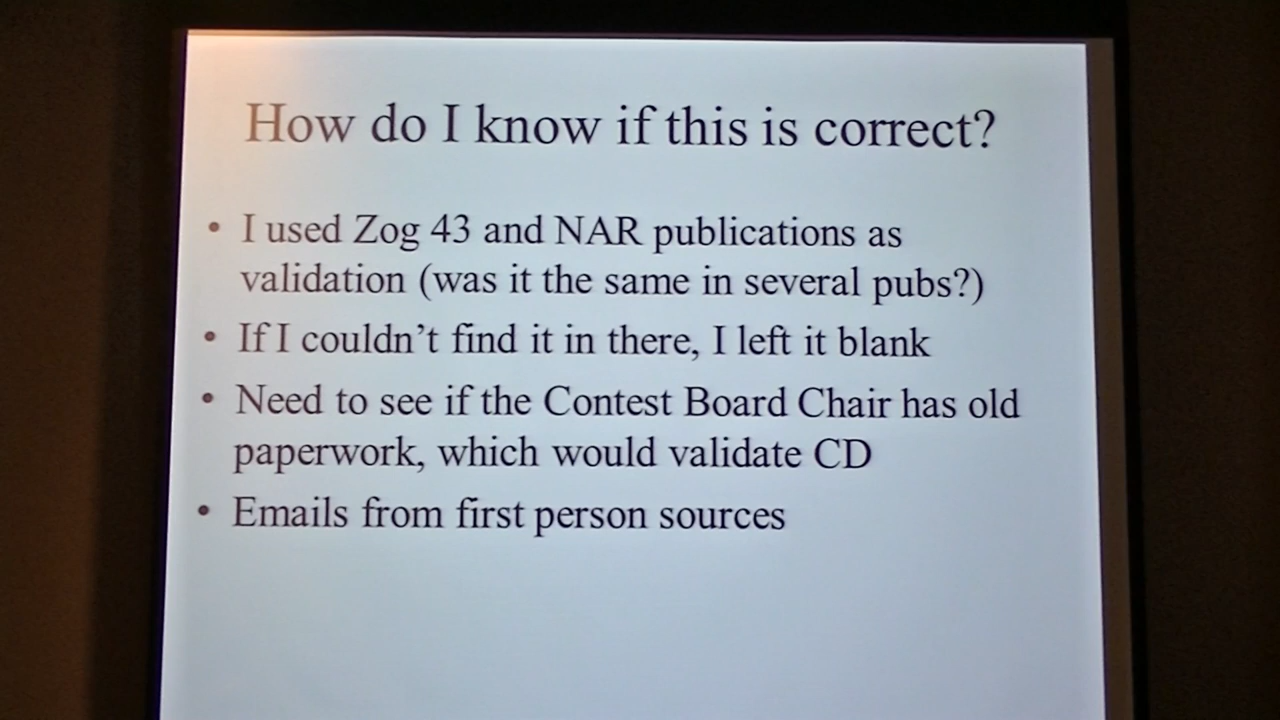 How do I know if this is correct?
• I used Zog 43 and NAR publications as
validation (was it the same in several pubs?)
• If I couldn’t find it in there, I left it blank
• Need to see if the Contest Board Chair has old
paperwork, which would validate CD
• Emails from first person sources